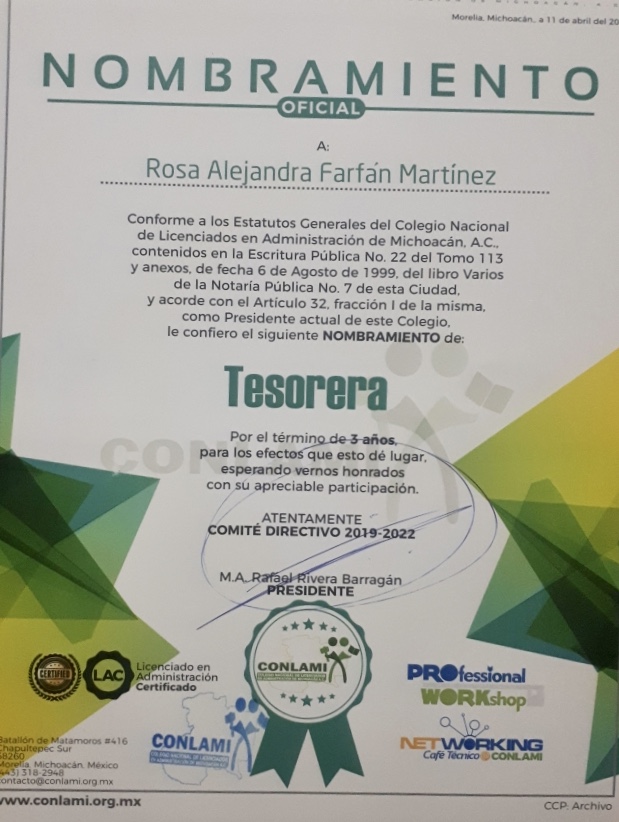 Morelia, Michoacán, a 11 de abril del 20
NOMBRAMIENTO
OFICIAL
A:
Rosa Alejandra Farfán Martínez
Conforme a los Estatutos Generales del Colegio Nacional
de Licenciados en Administración de Michoacán, A.C.,
contenidos en la Escritura Pública No. 22 del Tomo 113
y anexos, de fecha 6 de Agosto de 1999, del libro Varios
de la Notaría Pública No. 7 de esta Ciudad,
y acorde con el Artículo 32, fracción I de la misma,
como Presidente actual de este Colegio,
le confiero el siguiente NOMBRAMIENTO de:
Tesorera
Por el término de 3 años,
para los efectos que esto dé lugar,
esperando vernos honrados
con su apreciable participación.
ATENTAMENTE
COMITÉ DIRECTIVO 2019-2022
M.A. Rafael Rivera Barragán
PRESIDENTE
CERTIFIED
LAC
Licenciado en
Administración
Certificado
CONLAMI
PROfessional
WORKshop
NETWORKING
Café Técnico CONLAMI
CONLAMI
Batallón de Matamoros #416
Chapultepec Sur
58260
Morelia, Michoacán, México
(443) 318-2948
contacto@conlami.org.mx
www.conlami.org.mx
CCP: Archivo